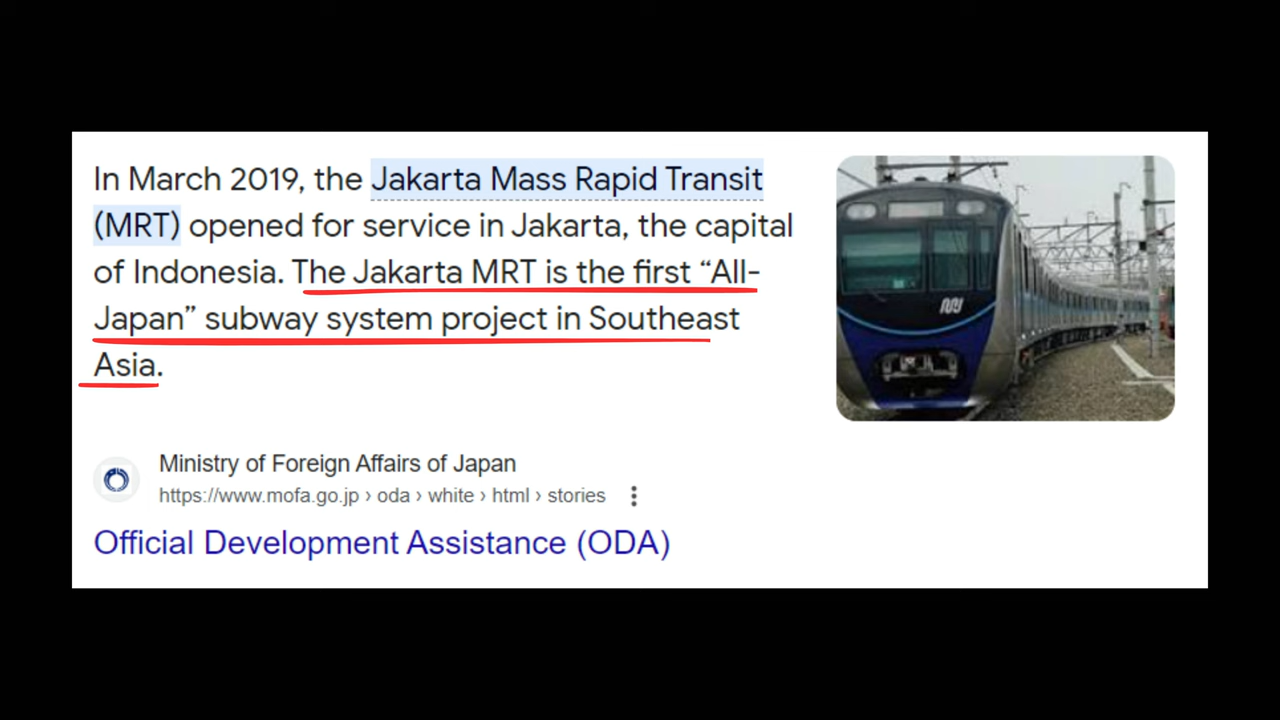 In March 2019, the Jakarta Mass Rapid Transit
(MRT) opened for service in Jakarta, the capital
of Indonesia. The Jakarta MRT is the first “All-
Japan” subway system project in Southeast
Asia.
Ministry of Foreign Affairs of Japan
https://www.mofa.go.jp › oda › white › html › stories
Official Development Assistance (ODA)